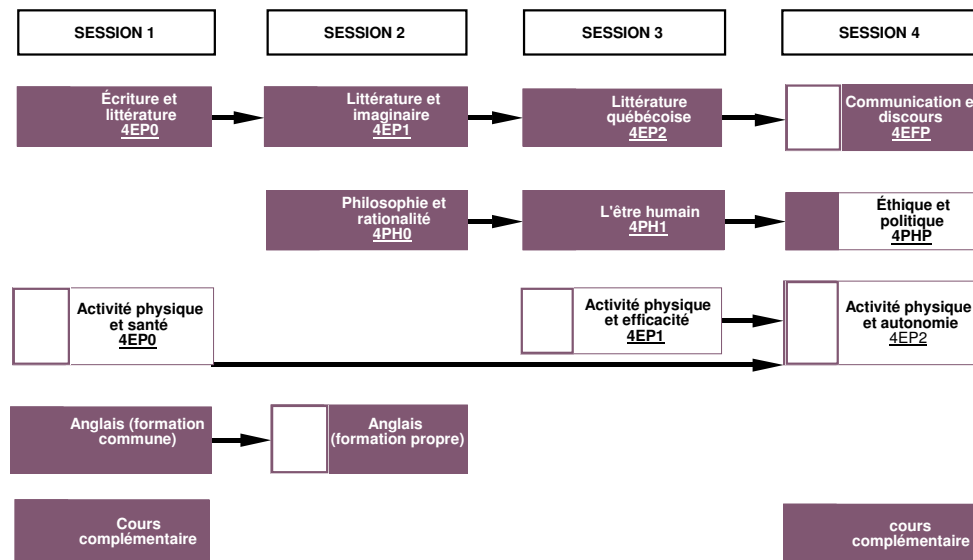 SESSION 1
SESSION 2
SESSION 3
SESSION 4
Écriture et
littérature
4EP0
Littérature et
imaginaire
4EP1
Littérature
québécoise
4EP2
Communication e
discours
4EFP
Philosophie et
rationalité
4PH0
L'être humain
4PH1
Éthique et
politique
4PHP
Activité physique
et santé
4EP0
Activité physique
et efficacité
4EP1
Activité physique
et autonomie
4EP2
Anglais (formation
commune)
Anglais
(formation propre)
Cours
complémentaire
cours
complémentaire